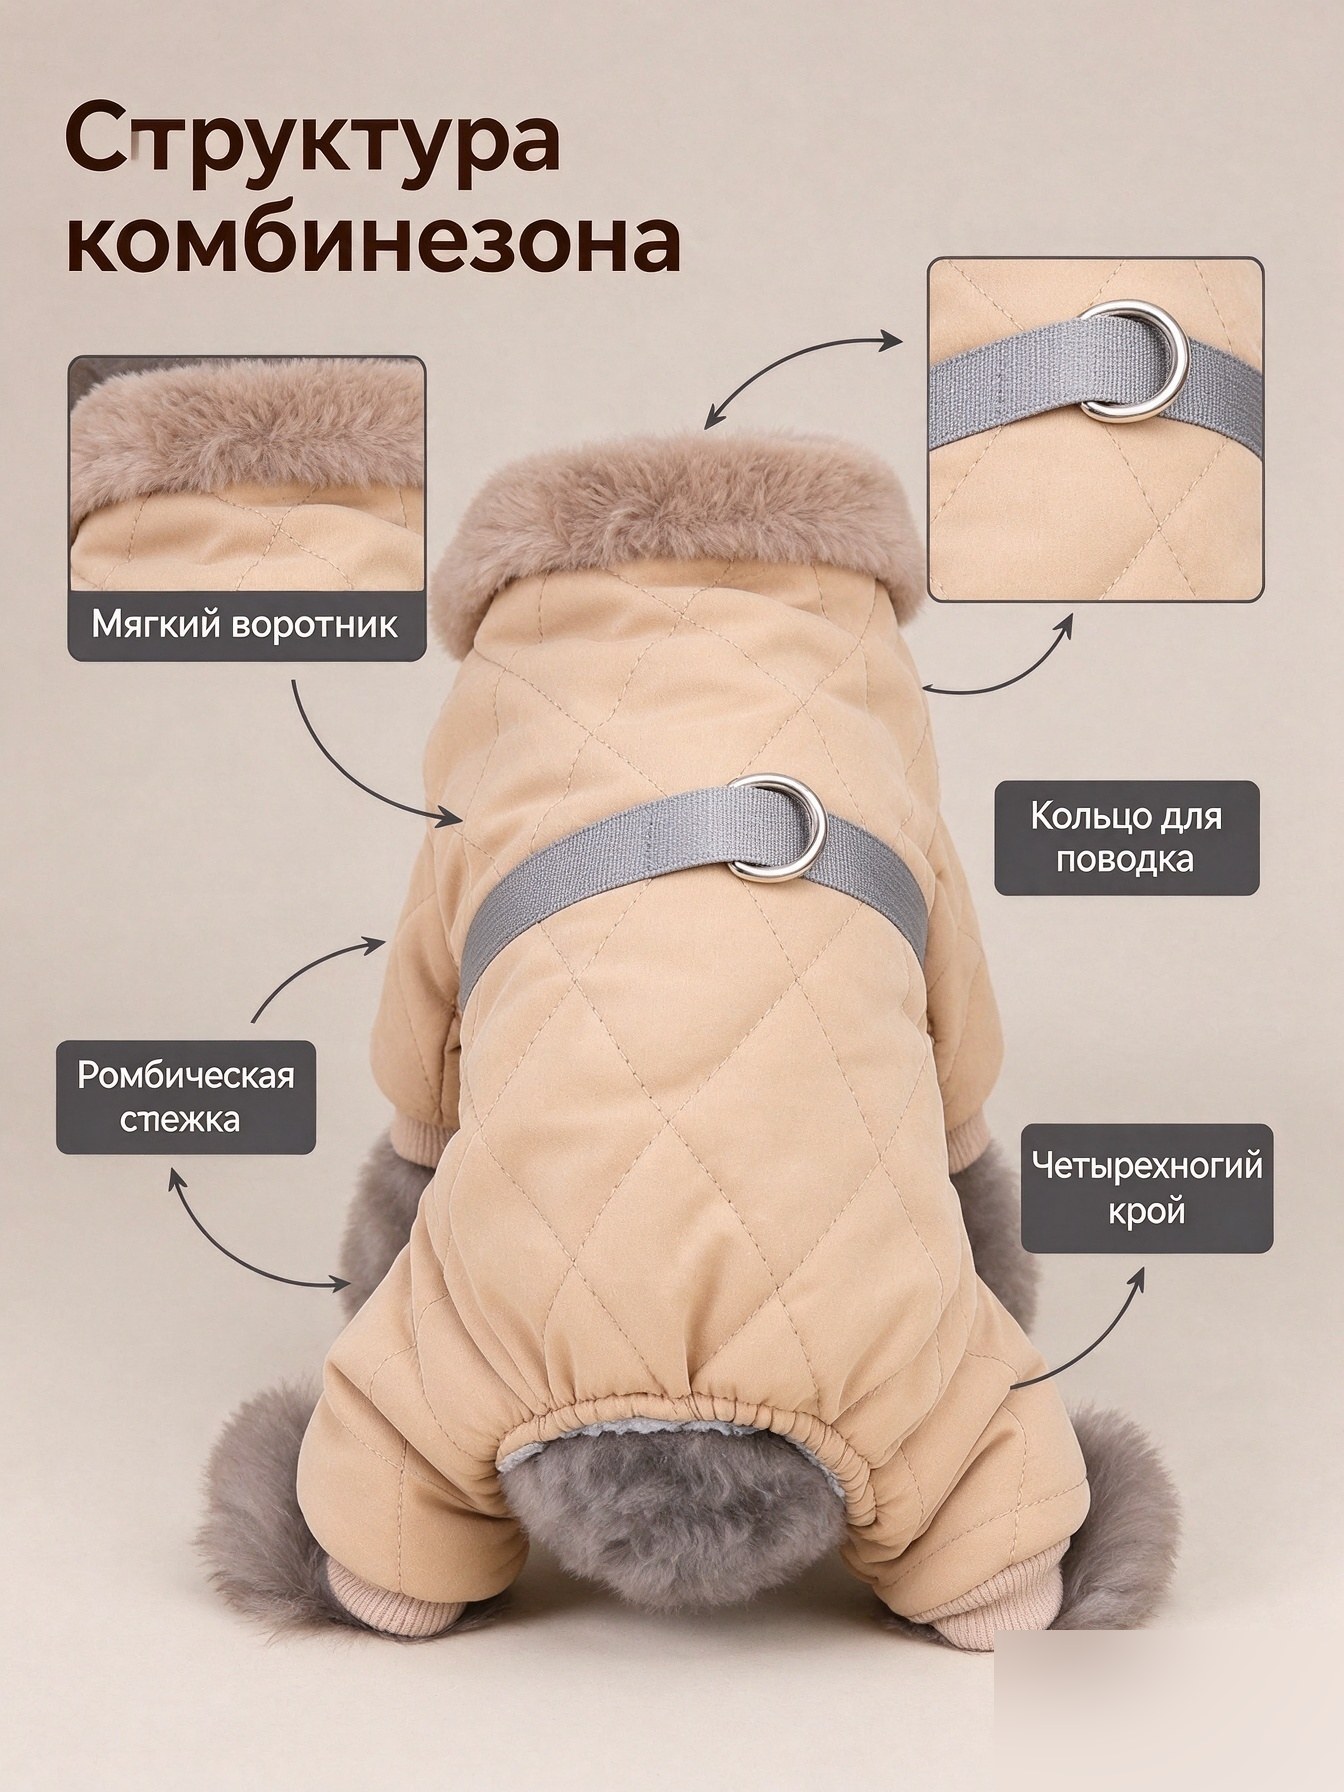 Структура
комбинезона
Мягкий воротник
Кольцо для
поводка
Ромбическая
стежка
Четырехногий
крой